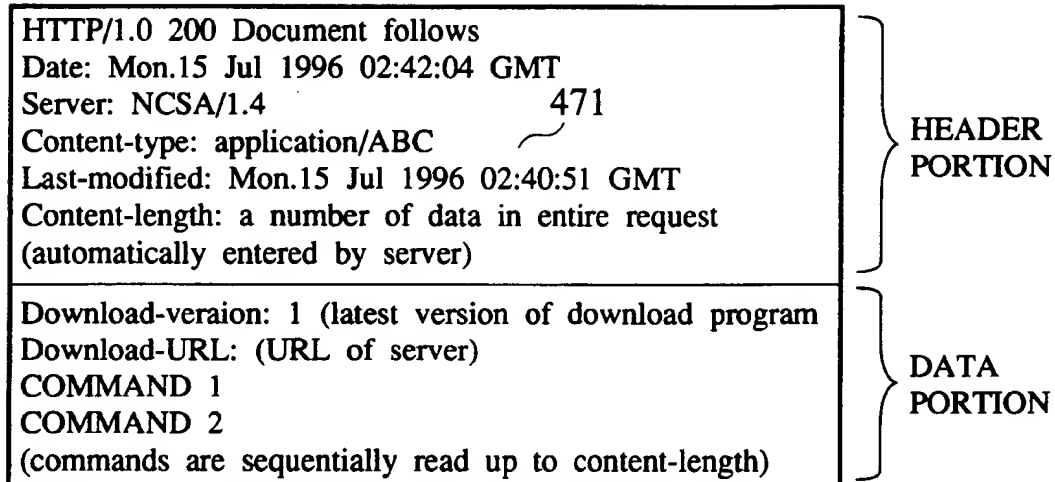 HTTP/1.0 200 Document follows
Date: Mon.15 Jul 1996 02:42:04 GMT
Server: NCSA/1.4
471
Content-type: application/ABC
Last-modified: Mon.15 Jul 1996 02:40:51 GMT
Content-length: a number of data in entire request
(automatically entered by server)
HEADER
PORTION
Download-veraion: 1 (latest version of download program
Download-URL: (URL of server)
COMMAND 1
COMMAND 2
(commands are sequentially read up to content-length)
DATA
PORTION